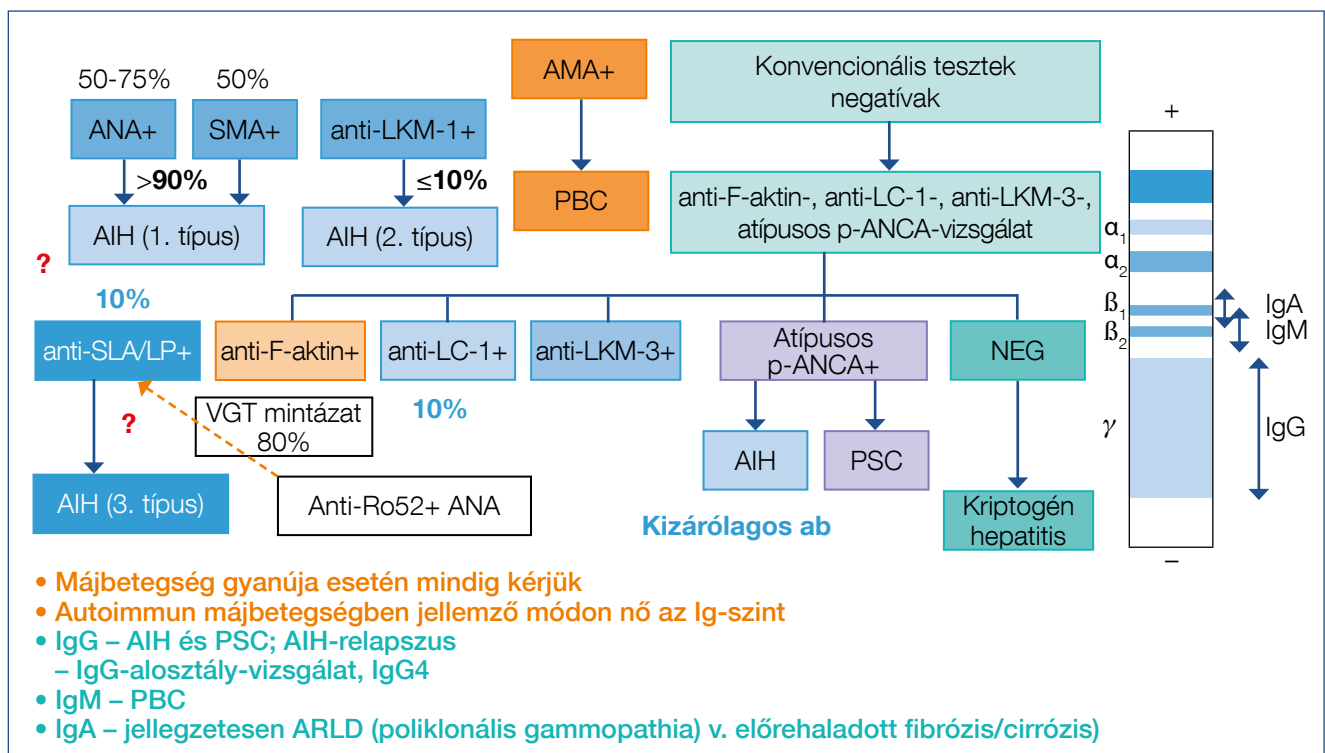 50-75%
50%
ANA+
SMA+
anti-LKM-1+
>90%
≤10%
AIH (1. típus)
AIH (2. típus)
AMA+
PBC
Konvencionális tesztek
negatívak
anti-F-aktin-, anti-LC-1-, anti-LKM-3-,
atípusos p-ANCA-vizsgálat
?
10%
anti-SLA/LP+
anti-F-aktin+
anti-LC-1+
anti-LKM-3+
Atípusos
p-ANCA+
NEG
10%
?
VGT mintázat
80%
AIH
PSC
AIH (3. típus)
Anti-Ro52+ ANA
Kizárólagos ab
Kriptogén
hepatitis
+
α1
α2
ß1
ß2
γ
IgA
IgM
IgG
–
• Májbetegség gyanúja esetén mindig kérjük
• Autoimmun májbetegségben jellemző módon nő az Ig-szint
• IgG – AIH és PSC; AIH-relapszus
– IgG-alosztály-vizsgálat, IgG4
• IgM – PBC
• IgA – jellegzetesen ARLD (poliklonális gammopathia) v. előrehaladott fibrózis/cirrózis)